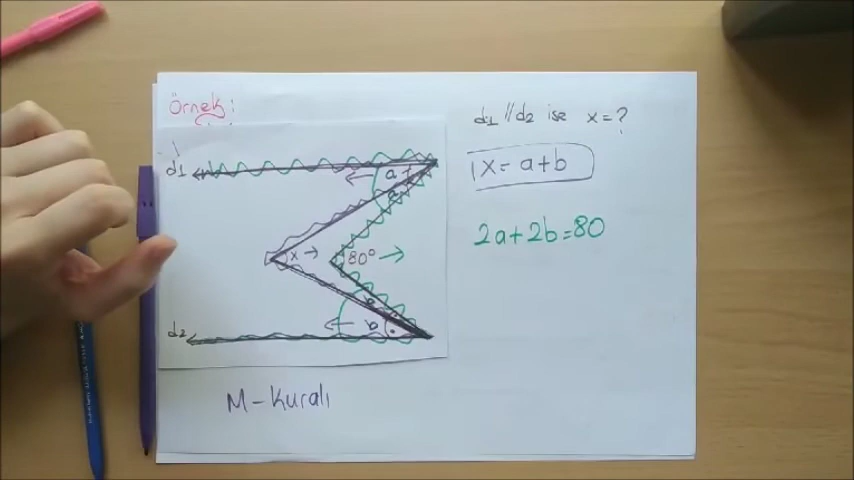 Örnek:
d1 // d2 ise x = ?
x = a+b
2a+2b=80
d1
a
a
x →
80°
b
b
d2
M-Kuralı